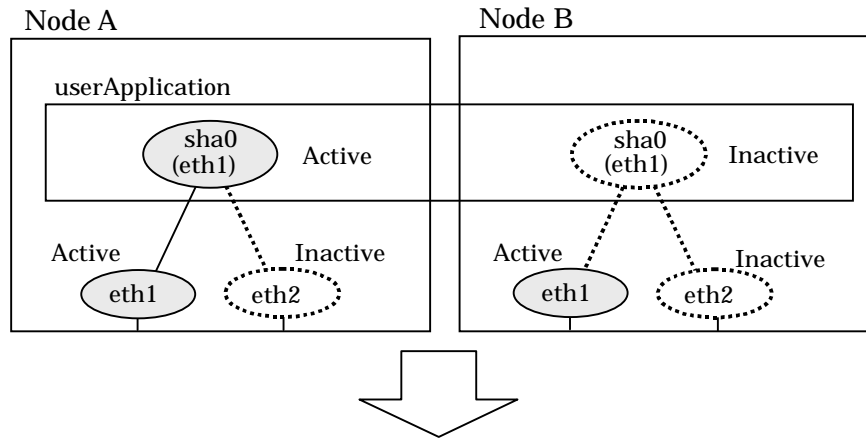 Node A
Node B
userApplication
sha0
(eth1)
Active
sha0
(eth1)
Inactive
Active
Inactive
Active
Inactive
eth1
eth2
eth1
eth2